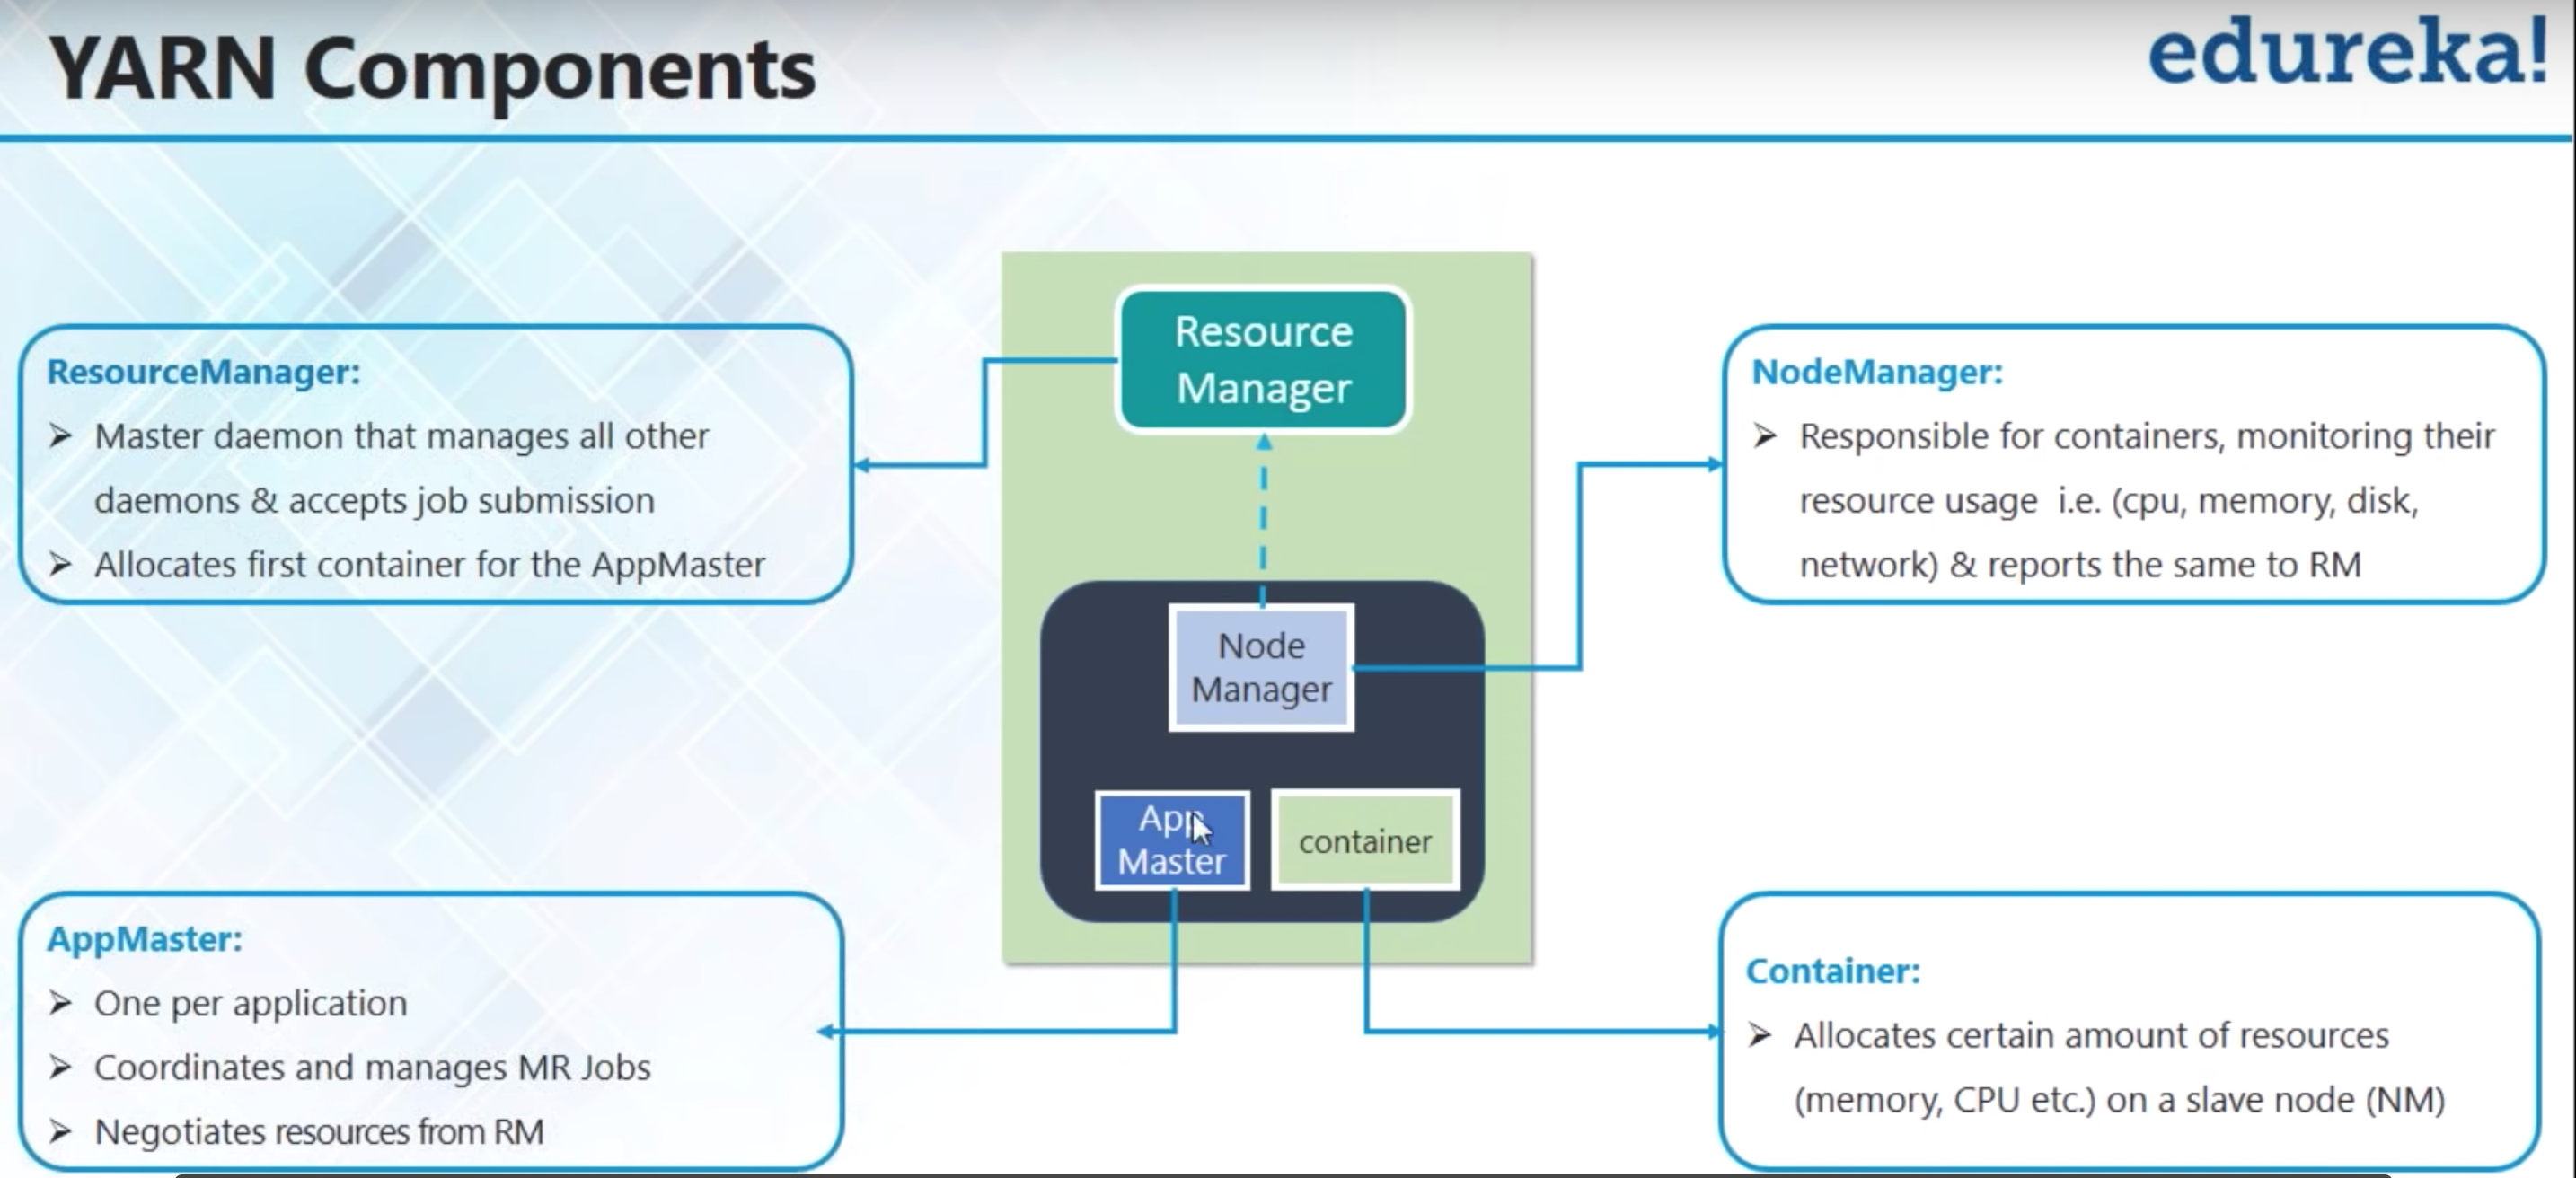 YARN Components
edureka!
ResourceManager:
➢ Master daemon that manages all other
daemons & accepts job submission
➢ Allocates first container for the AppMaster
Resource
Manager
NodeManager:
➢ Responsible for containers, monitoring their
resource usage i.e. (cpu, memory, disk,
network) & reports the same to RM
Node
Manager
App
Master
container
AppMaster:
➢ One per application
➢ Coordinates and manages MR Jobs
➢ Negotiates resources from RM
Container:
➢ Allocates certain amount of resources
(memory, CPU etc.) on a slave node (NM)